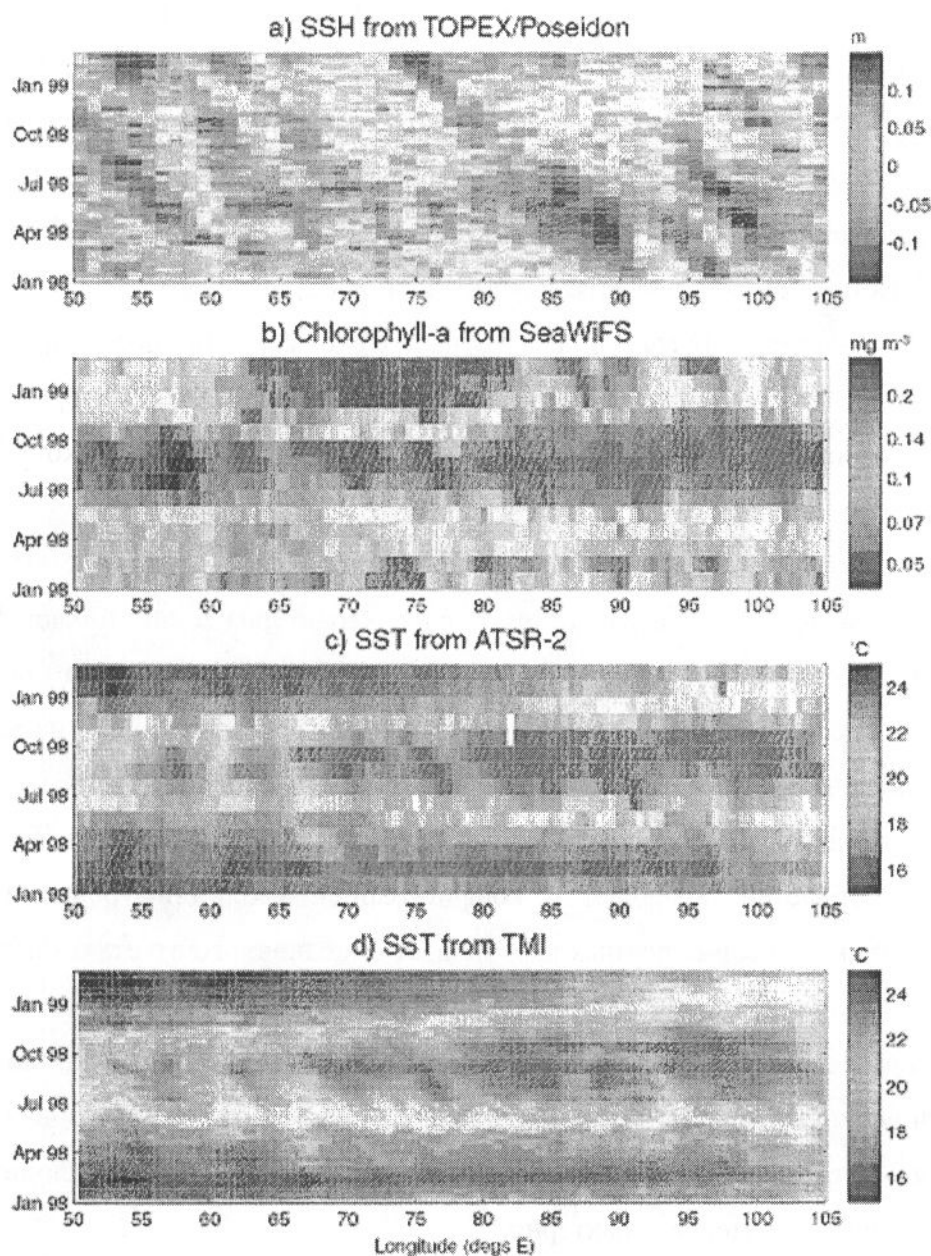 a) SSH from TOPEX/Poseidon
m
Jan 99
Oct 98
Jul 98
Apr 98
Jan 98
0.1
0.05
0
-0.05
-0.1
50 55 60 65 70 75 80 85 90 95 100 105
b) Chlorophyll-a from SeaWiFS
mg m⁻³
Jan 99
Oct 98
Jul 98
Apr 98
Jan 98
0.2
0.14
0.1
0.07
0.05
50 55 60 65 70 75 80 85 90 95 100 105
c) SST from ATSR-2
°C
Jan 99
Oct 98
Jul 98
Apr 98
Jan 98
24
22
20
18
16
50 55 60 65 70 75 80 85 90 95 100 105
d) SST from TMI
°C
Jan 99
Oct 98
Jul 98
Apr 98
Jan 98
24
22
20
18
16
50 55 60 65 70 75 80 85 90 95 100 105
Longitude (degs E)